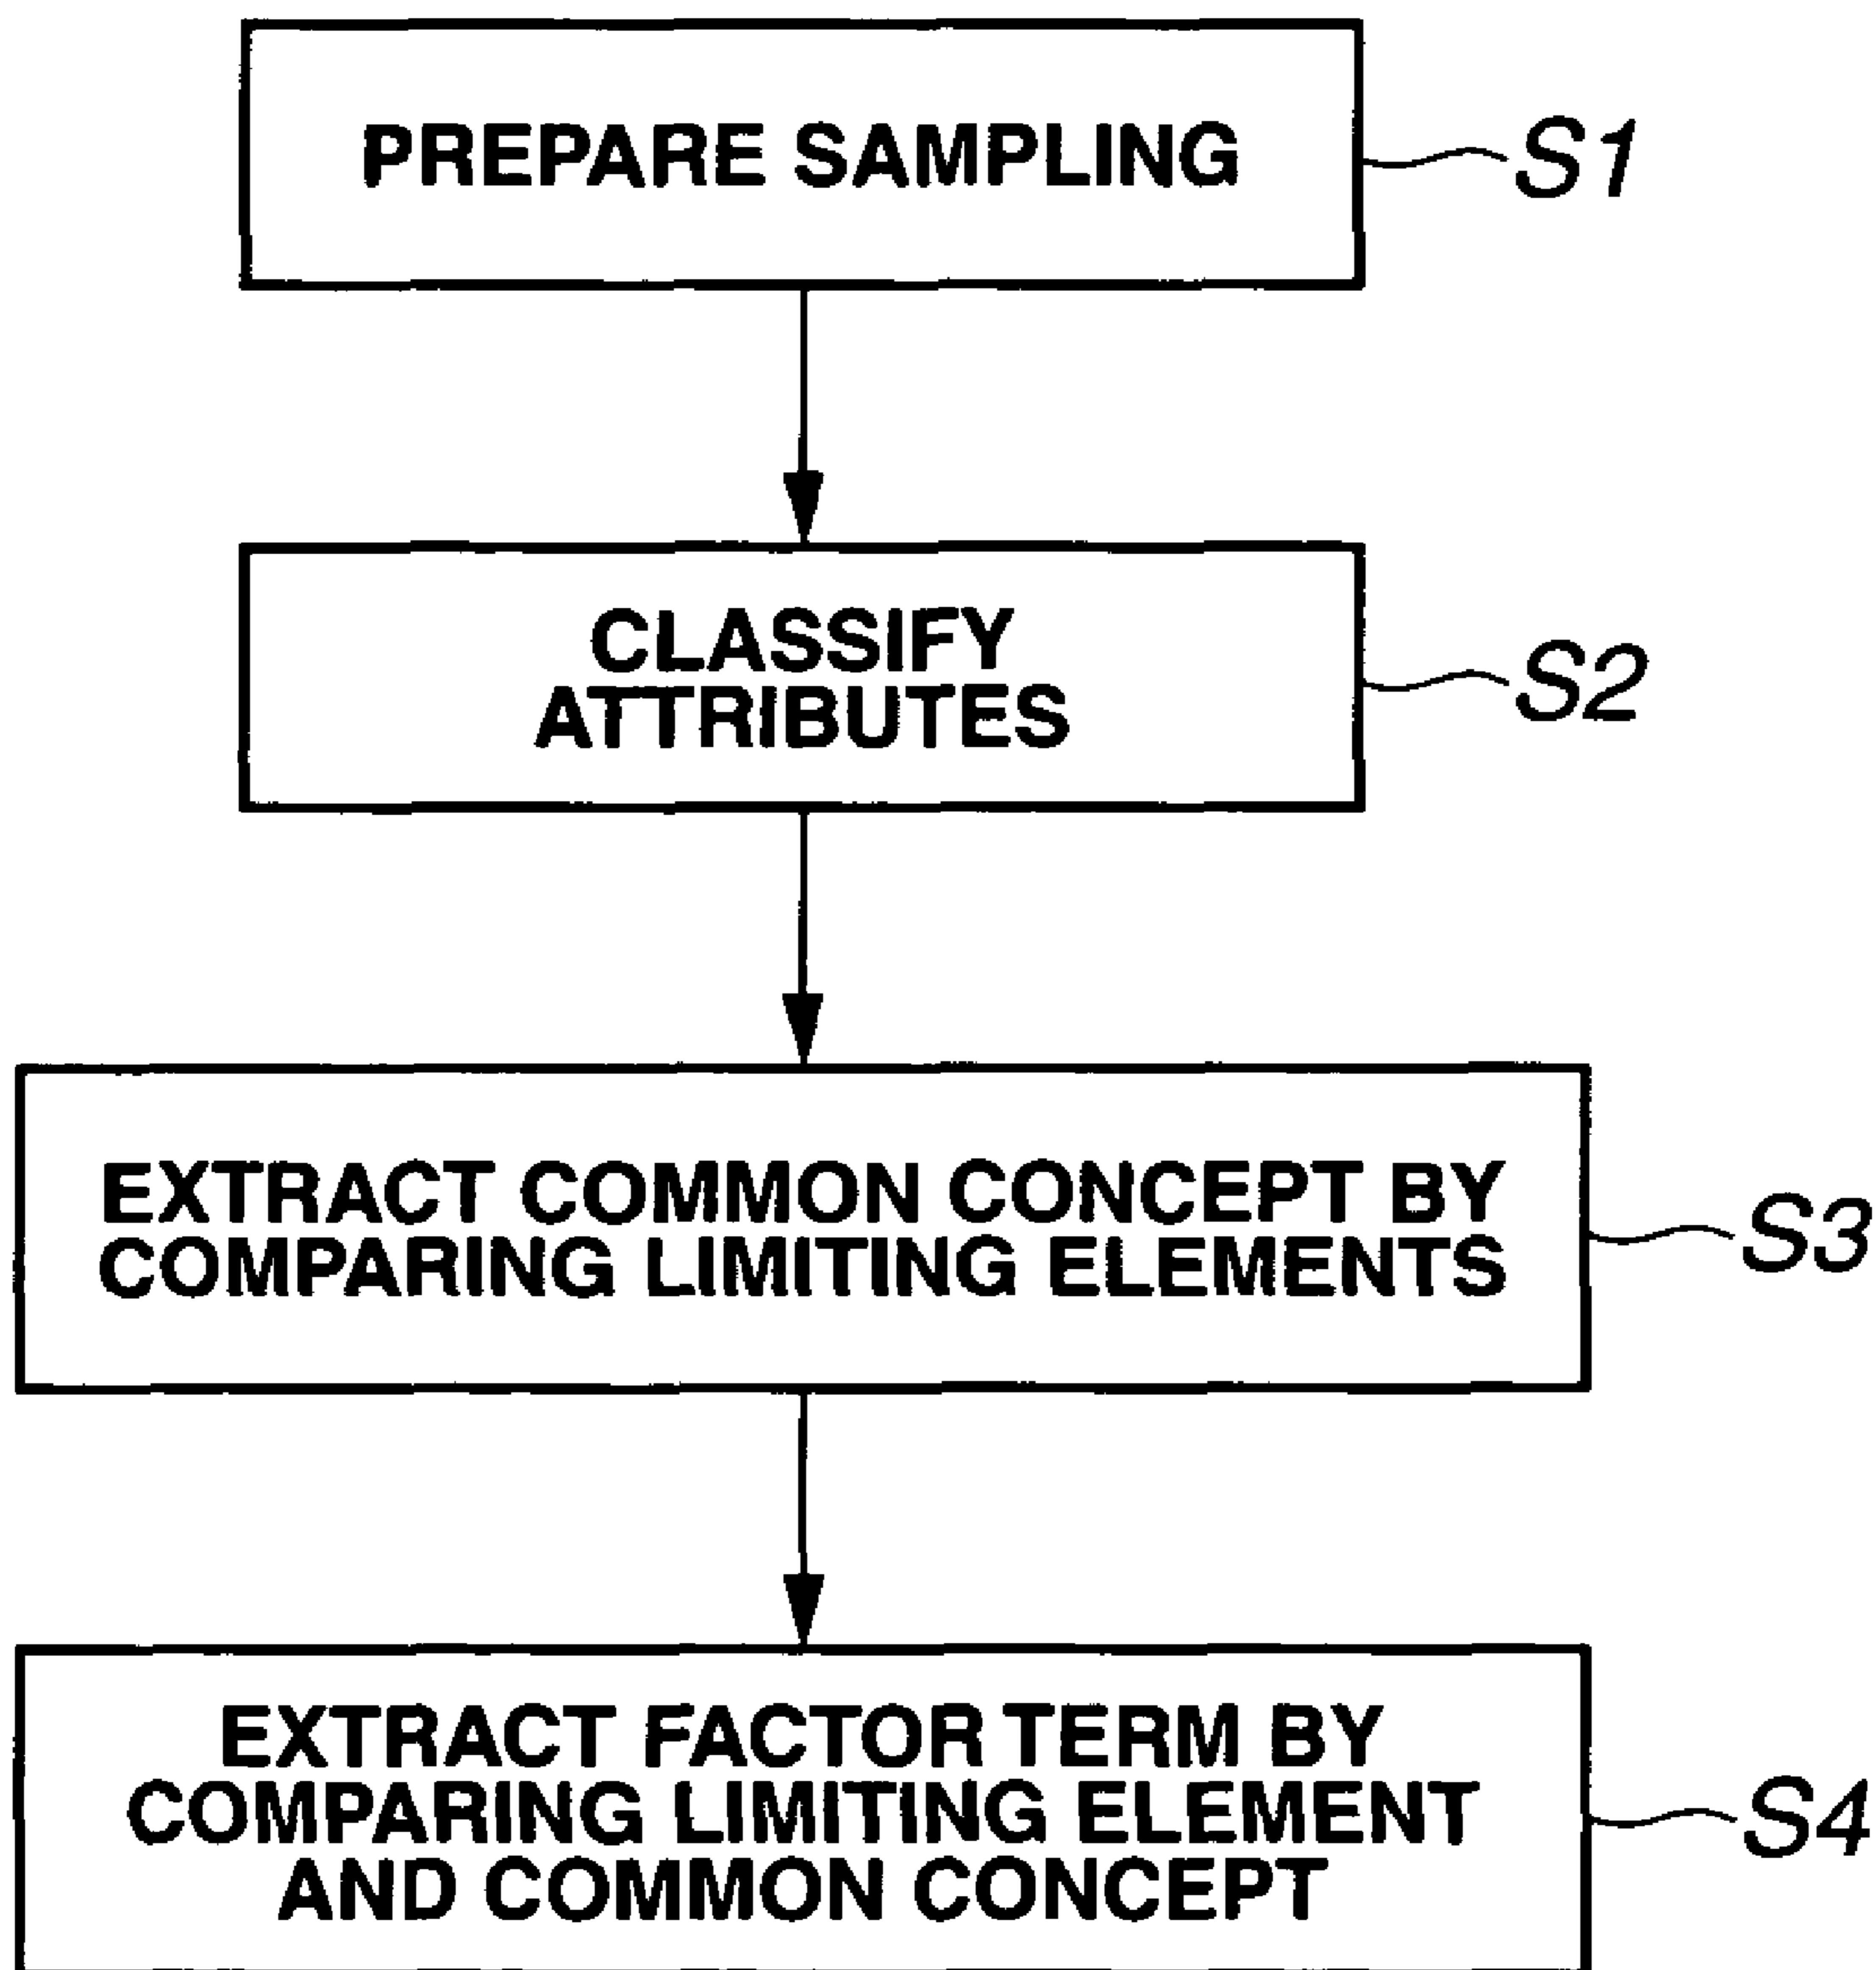 PREPARE SAMPLING
S1
CLASSIFY
ATTRIBUTES
S2
EXTRACT COMMON CONCEPT BY
COMPARING LIMITING ELEMENTS
S3
EXTRACT FACTOR TERM BY
COMPARING LIMITING ELEMENT
AND COMMON CONCEPT
S4